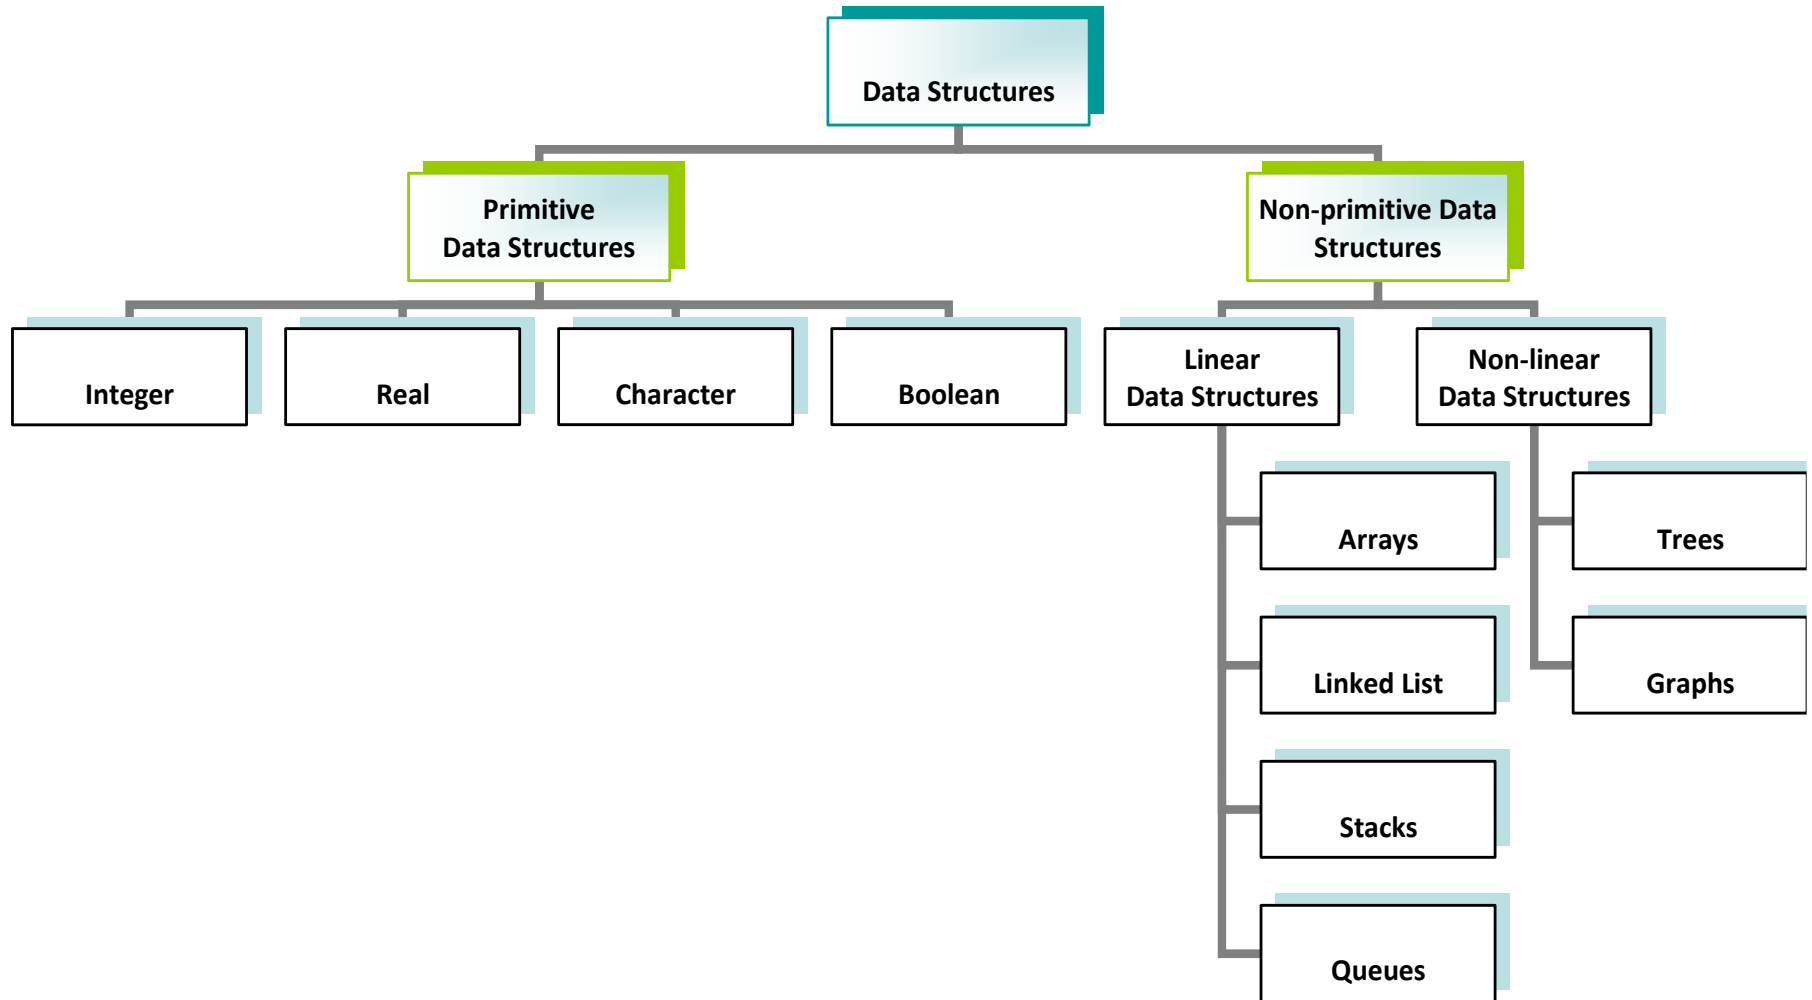 Data Structures
Primitive
Data Structures
Non-primitive Data
Structures
Integer
Real
Character
Boolean
Linear
Data Structures
Non-linear
Data Structures
Arrays
Trees
Linked List
Graphs
Stacks
Queues